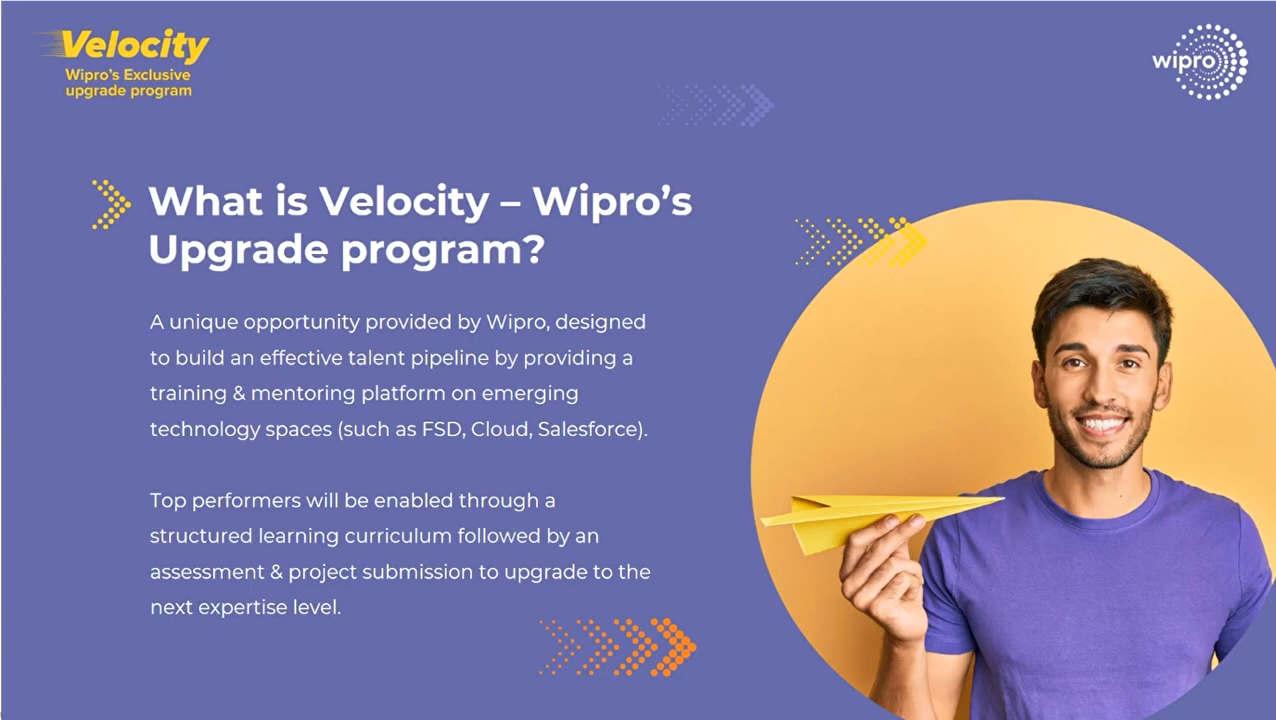 Velocity
Wipro’s Exclusive
upgrade program
wipro
What is Velocity – Wipro’s
Upgrade program?
A unique opportunity provided by Wipro, designed
to build an effective talent pipeline by providing a
training & mentoring platform on emerging
technology spaces (such as FSD, Cloud, Salesforce).
Top performers will be enabled through a
structured learning curriculum followed by an
assessment & project submission to upgrade to the
next expertise level.